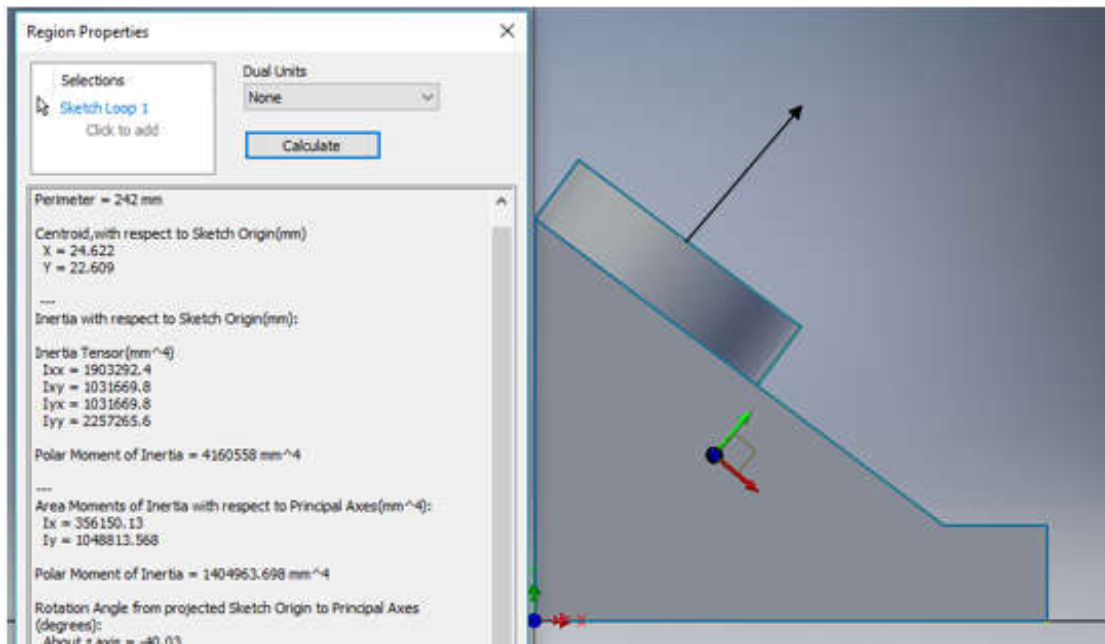 Region Properties
Selections
Sketch Loop 1
Click to add
Dual Units
None
Calculate
Perimeter = 242 mm
Centroid,with respect to Sketch Origin(mm)
X = 24.622
Y = 22.609
---
Inertia with respect to Sketch Origin(mm):
Inertia Tensor(mm^4)
Ixx = 1903292.4
Ixy = 1031669.8
Iyx = 1031669.8
Iyy = 2257265.6
Polar Moment of Inertia = 4160558 mm^4
---
Area Moments of Inertia with respect to Principal Axes(mm^4):
Ix = 356150.13
Iy = 1048813.568
Polar Moment of Inertia = 1404963.698 mm^4
Rotation Angle from projected Sketch Origin to Principal Axes
(degrees):
About z axis = -40.03
X